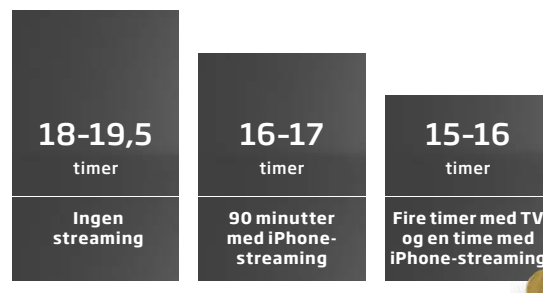 18-19,5
timer
Ingen
streaming
16-17
timer
90 minutter
med iPhone-
streaming
15-16
timer
Fire timer med TV
og en time med
iPhone-streaming